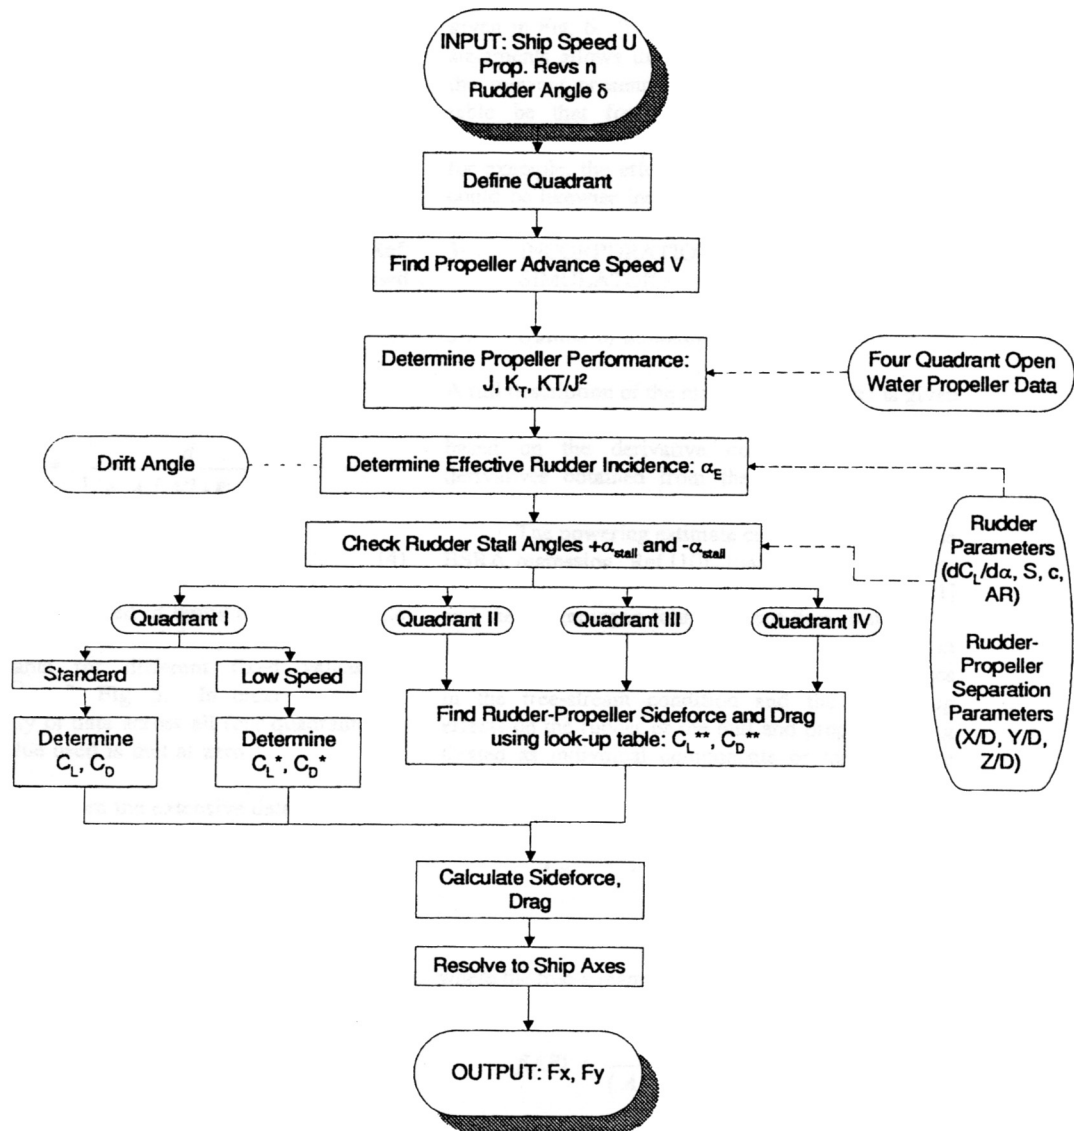 INPUT: Ship Speed U
Prop. Revs n
Rudder Angle δ
Define Quadrant
Find Propeller Advance Speed V
Determine Propeller Performance:
J, K_T, KT/J²
Four Quadrant Open
Water Propeller Data
Drift Angle
Determine Effective Rudder Incidence: α_E
Check Rudder Stall Angles +α_stall and -α_stall
Rudder
Parameters
(dC_L/dα, S, c,
AR)
Rudder-
Propeller
Separation
Parameters
(X/D, Y/D,
Z/D)
Quadrant I
Quadrant II
Quadrant III
Quadrant IV
Standard
Low Speed
Determine
C_L, C_D
Determine
C_L*, C_D*
Find Rudder-Propeller Sideforce and Drag
using look-up table: C_L**, C_D**
Calculate Sideforce,
Drag
Resolve to Ship Axes
OUTPUT: Fx, Fy